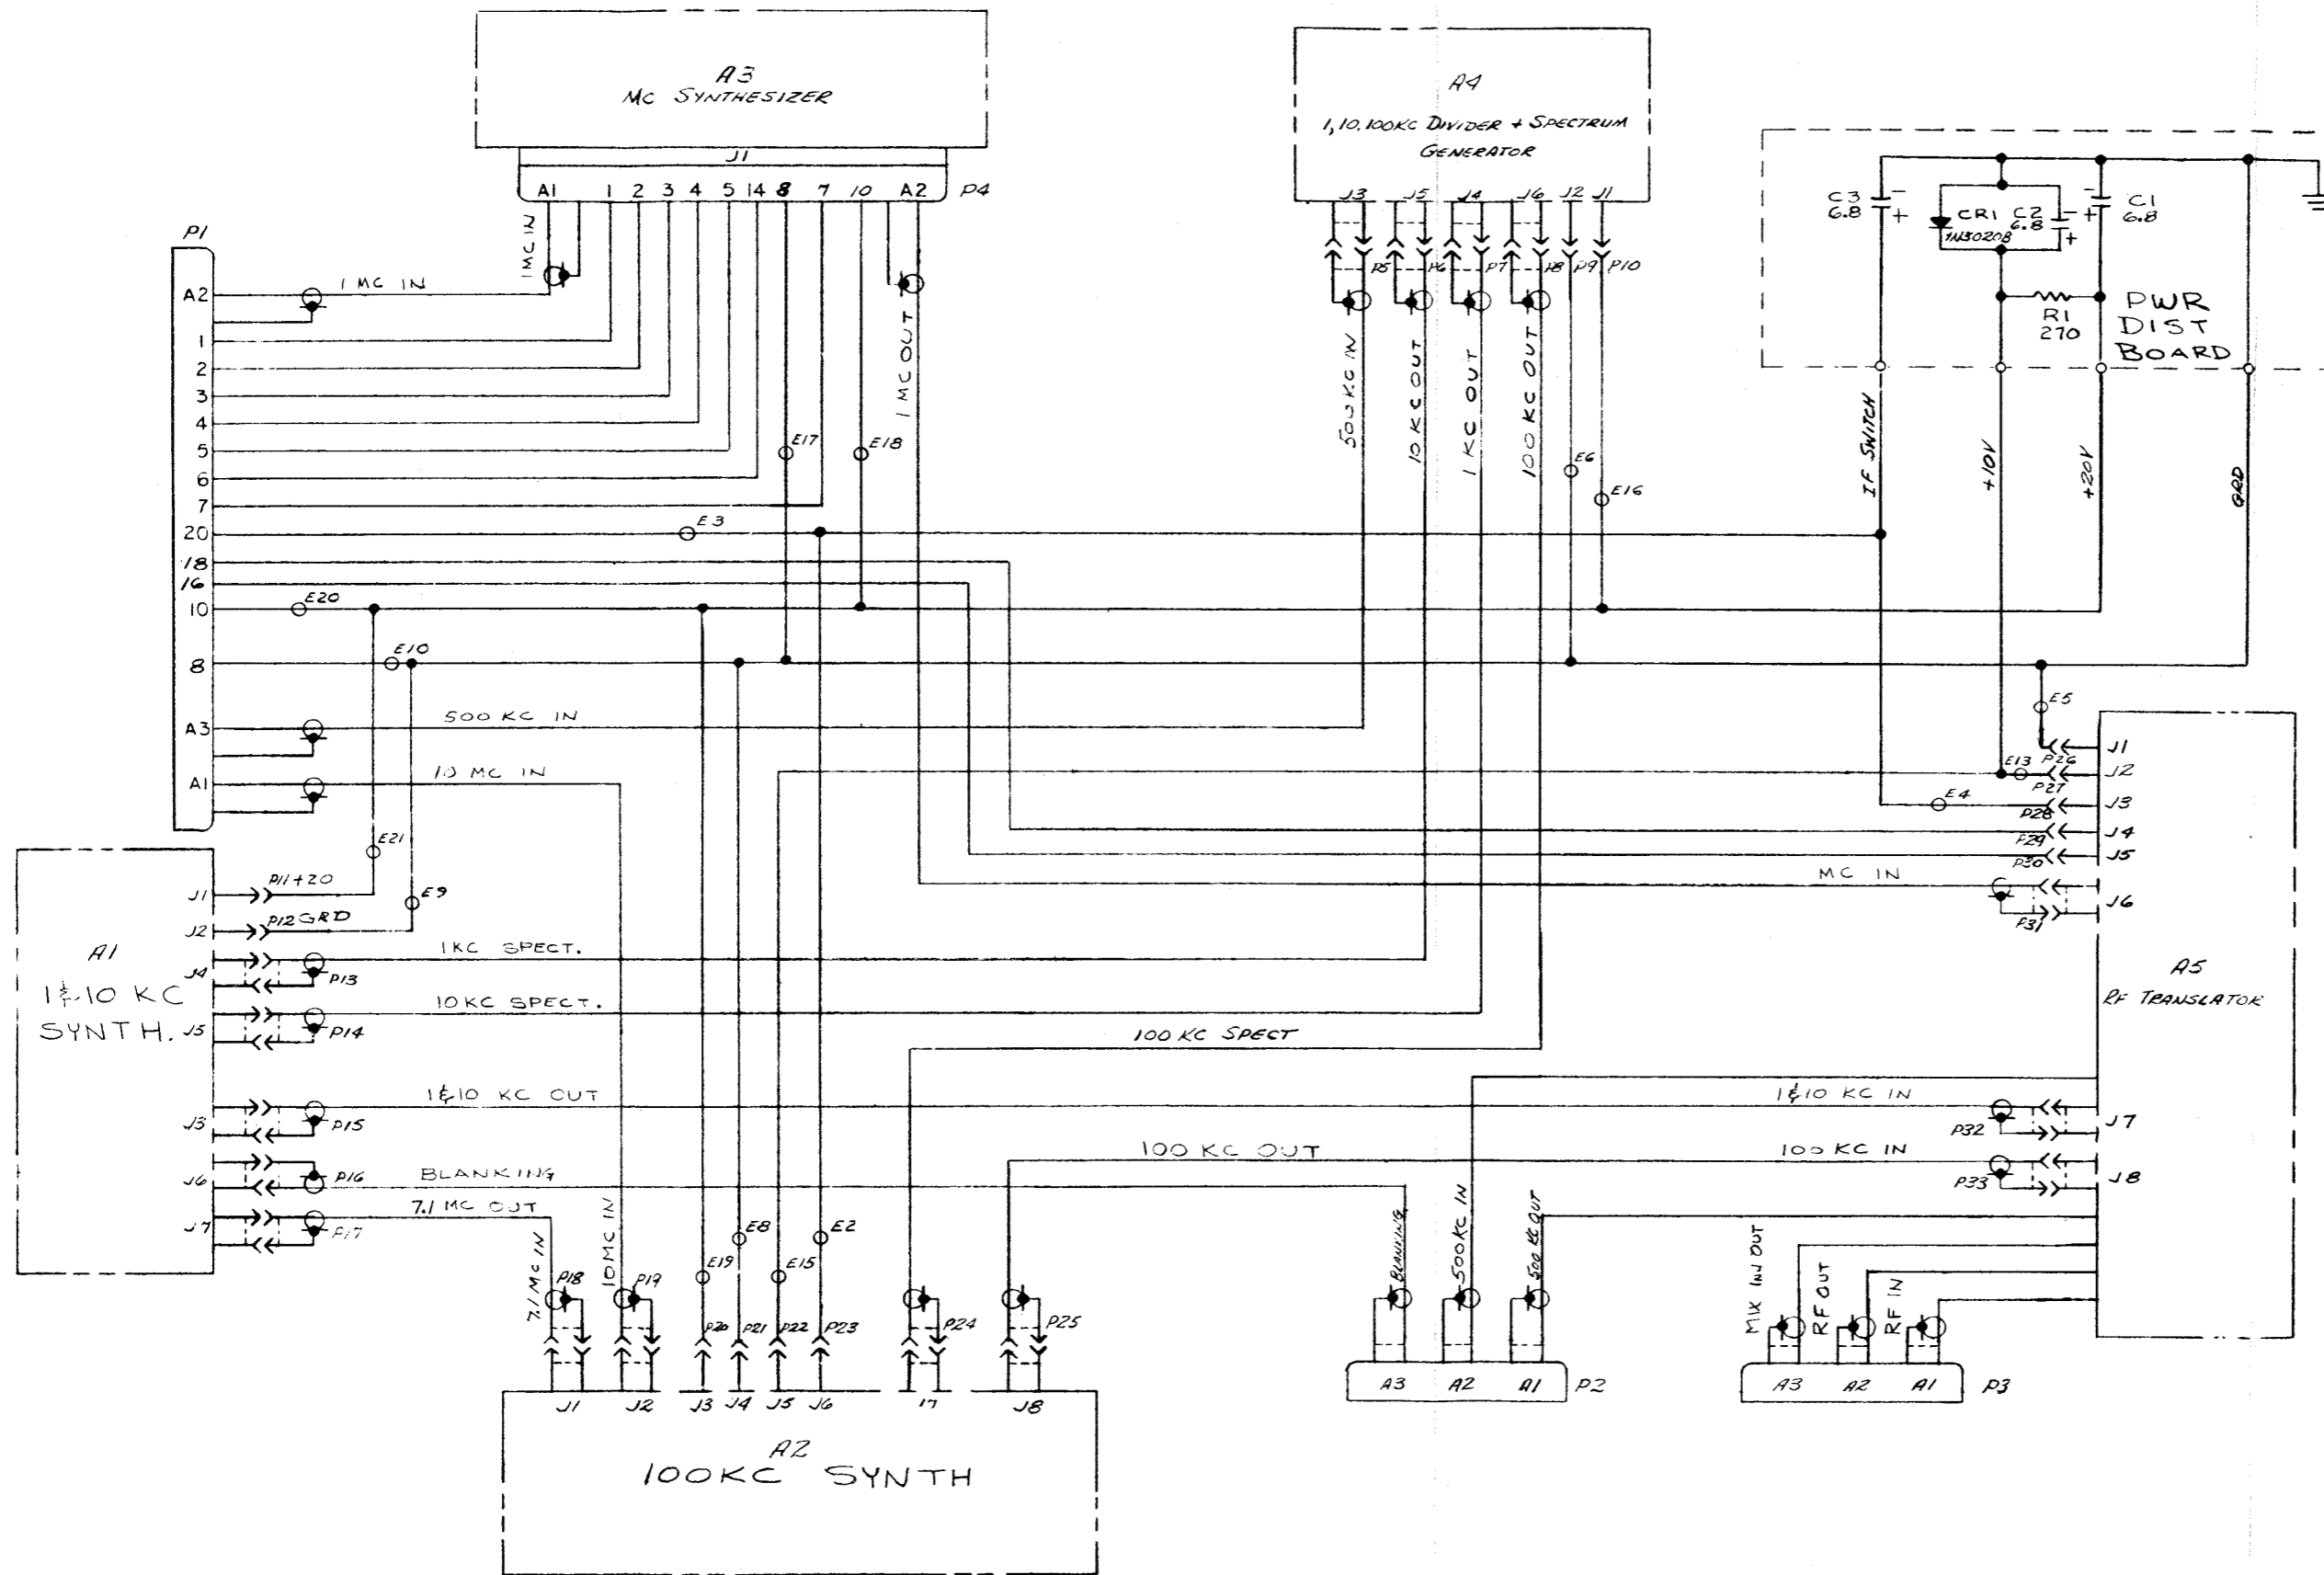 A3
MC SYNTHESIZER
J1
A1 1 2 3 4 5 14 8 7 10 A2 P4
1 MC IN
1 MC OUT
A4
1,10,100KC DIVIDER + SPECTRUM
GENERATOR
J3 J5 J4 J6 J2 J1
P5 P6 P7 P8 P9 P10
500KC IN
10 KC OUT
1 KC OUT
100 KC OUT
E6
E16
C3
6.8
-
+
CR1
1N3020B
C2
6.8
-
+
C1
6.8
-
+
R1
270
PWR
DIST
BOARD
IF SWITCH
+10V
+20V
GRD
P1
A2
1 MC IN
1
2
3
4
5
6
7
20
18
16
10
8
A3
A1
E17
E18
E3
E20
E10
500 KC IN
10 MC IN
E21
E9
E5
E13
E4
J1
P26
J2
P27
J3
P28
J4
P29
J5
P30
MC IN
J6
P31
A5
RF TRANSLATOR
A1
1&10 KC
SYNTH.
J1
P11+20
J2
P12 GRD
J4
P13
1KC SPECT.
J5
P14
10KC SPECT.
100 KC SPECT
J3
P15
1&10 KC OUT
1&10 KC IN
P32
J7
J6
P16
BLANKING
100 KC OUT
100 KC IN
P33
J8
J7
P17
7.1 MC OUT
7.1 MC IN
P18
10MC IN
P19
E19
E8
E15
E2
P20 P21 P22 P23
P24
P25
J1 J2 J3 J4 J5 J6 J7 J8
A2
100KC SYNTH
BLANKING
500KC IN
500 KC OUT
A3 A2 A1 P2
MIX INJ OUT
RF OUT
RF IN
A3 A2 A1 P3